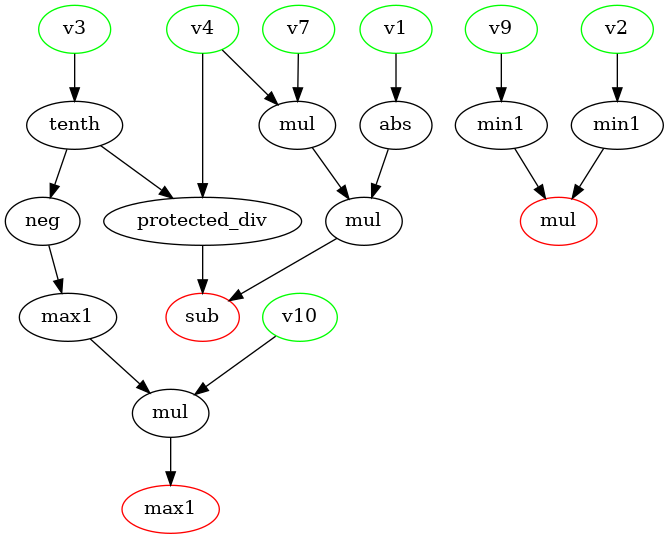 v3
v4
v7
v1
v9
v2
tenth
mul
abs
min1
min1
neg
protected_div
mul
mul
max1
sub
v10
mul
max1